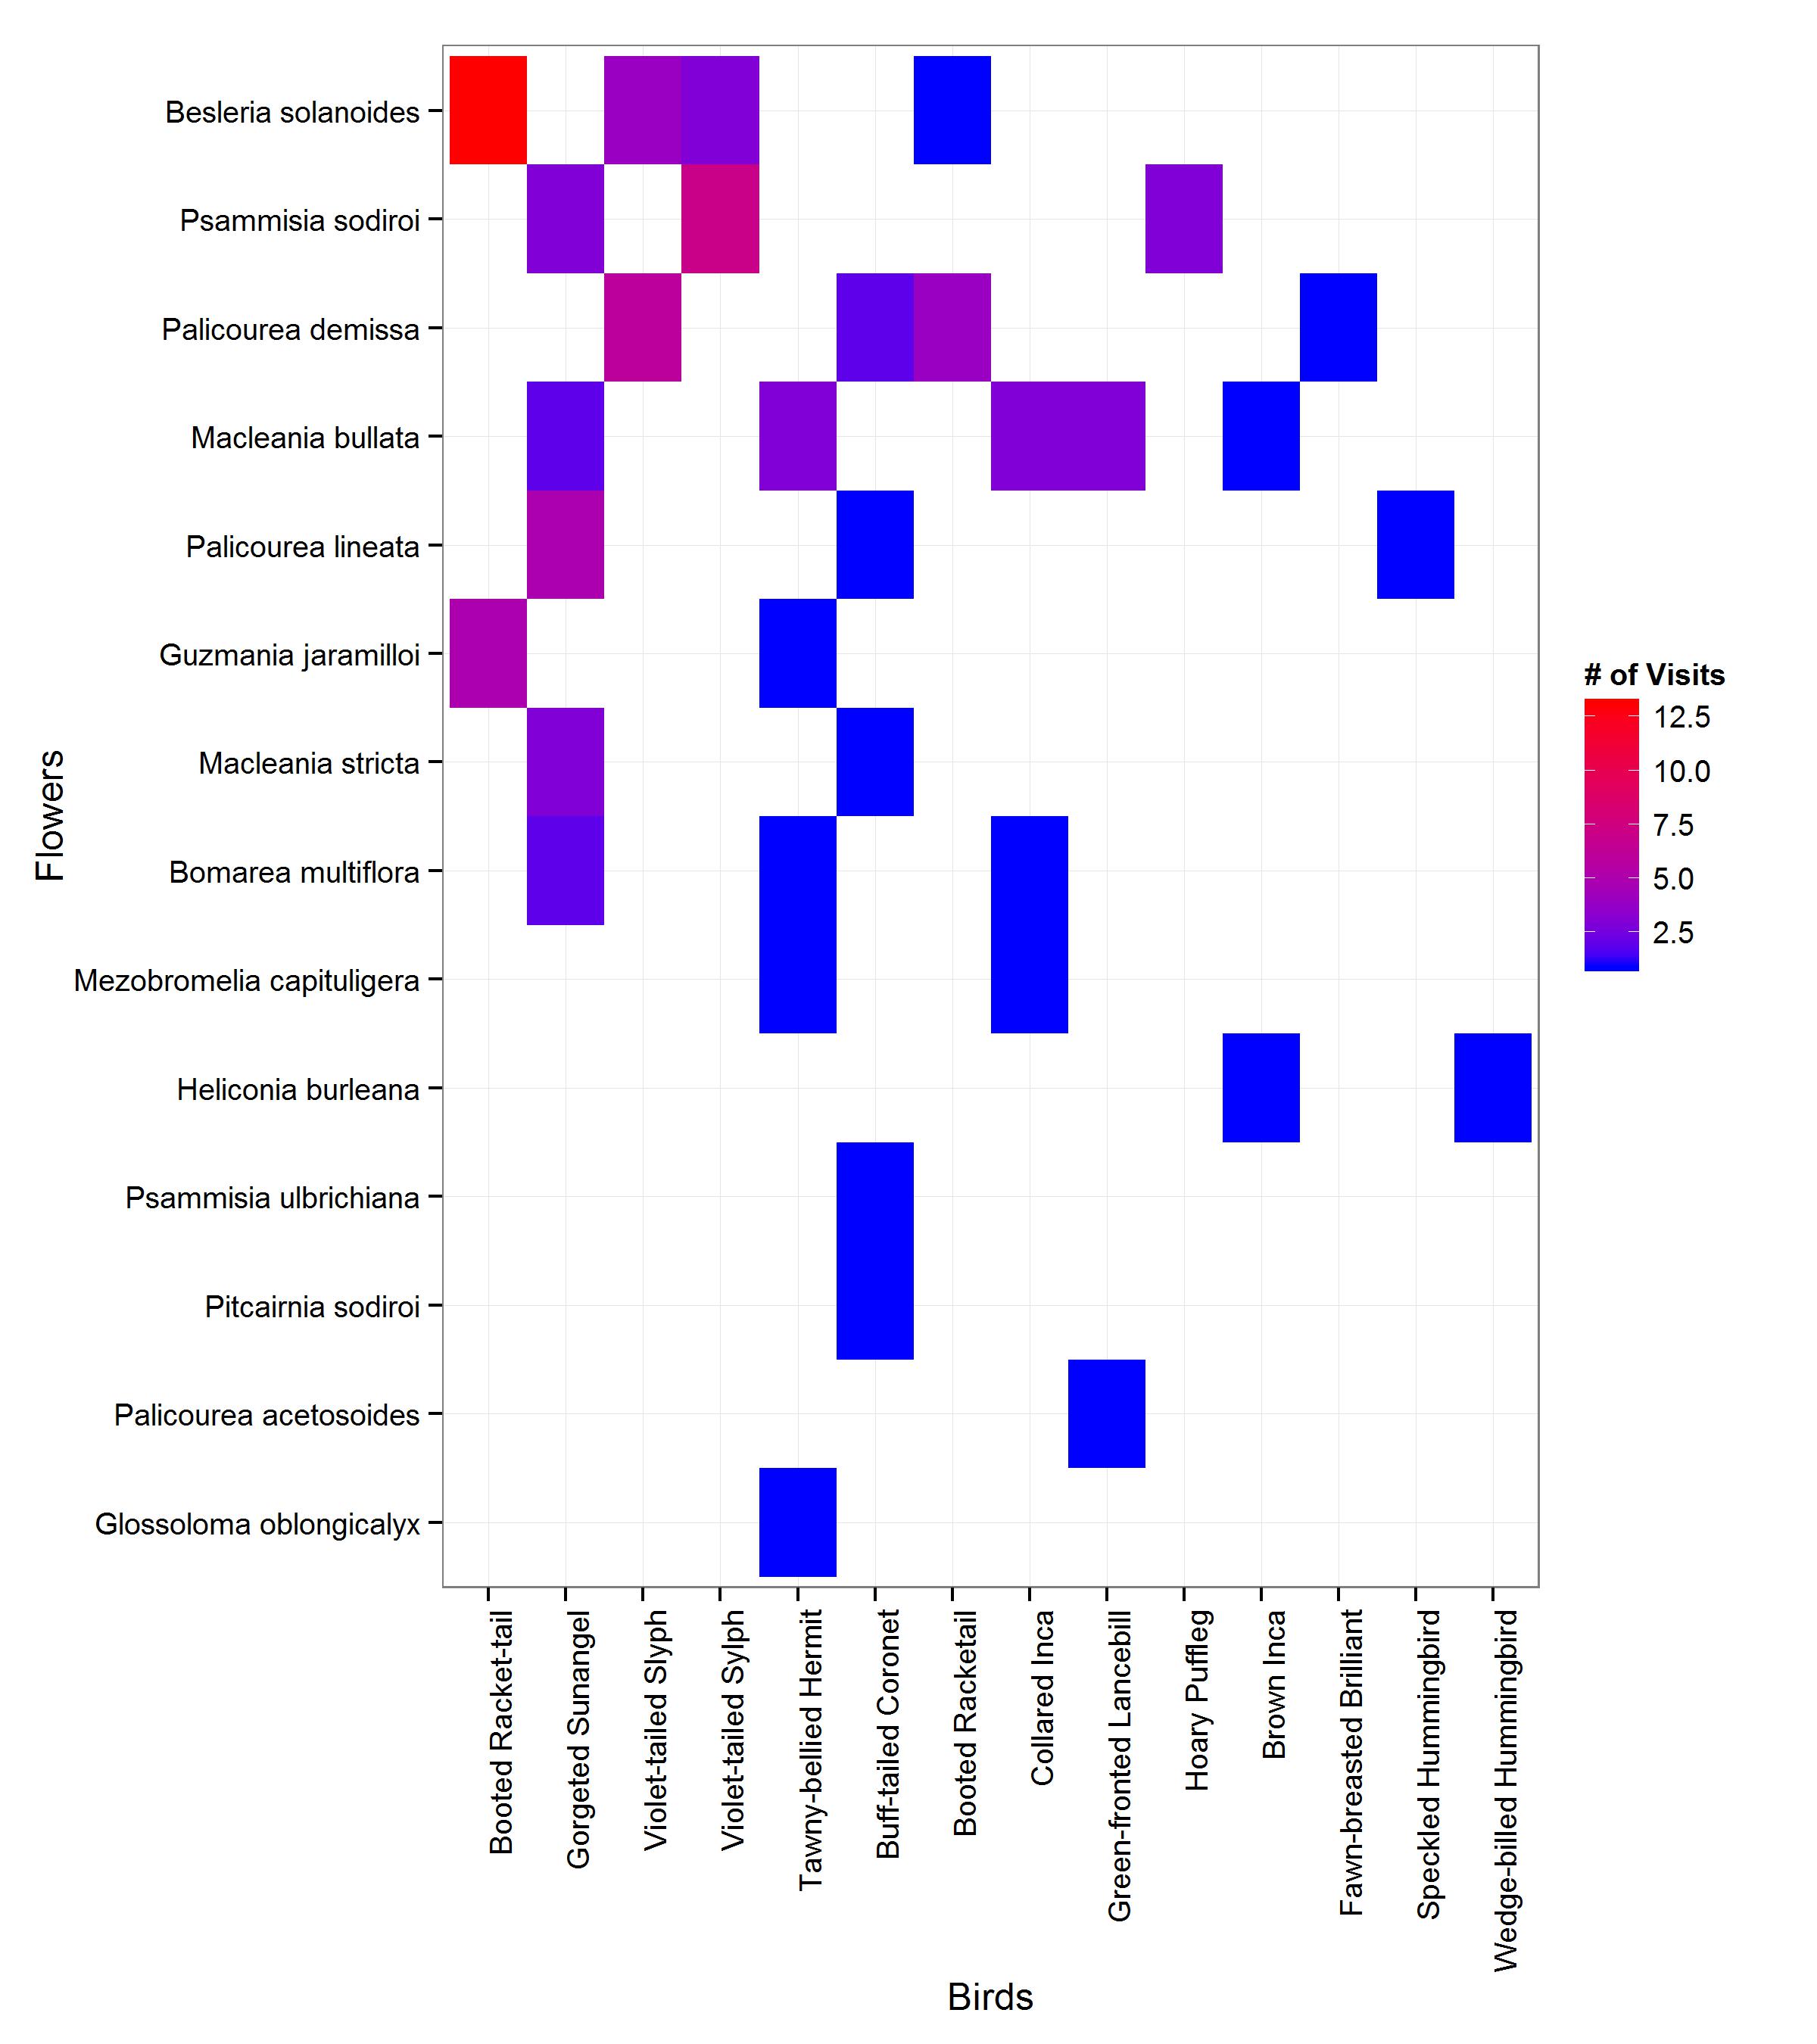 Besleria solanoides
Psammisia sodiroi
Palicourea demissa
Macleania bullata
Palicourea lineata
Guzmania jaramilloi
Macleania stricta
Bomarea multiflora
Mezobromelia capituligera
Heliconia burleana
Psammisia ulbrichiana
Pitcairnia sodiroi
Palicourea acetosoides
Glossoloma oblongicalyx
Flowers
# of Visits
12.5
10.0
7.5
5.0
2.5
Booted Racket-tail
Gorgeted Sunangel
Violet-tailed Slyph
Violet-tailed Sylph
Tawny-bellied Hermit
Buff-tailed Coronet
Booted Racketail
Collared Inca
Green-fronted Lancebill
Hoary Puffleg
Brown Inca
Fawn-breasted Brilliant
Speckled Hummingbird
Wedge-billed Hummingbird
Birds